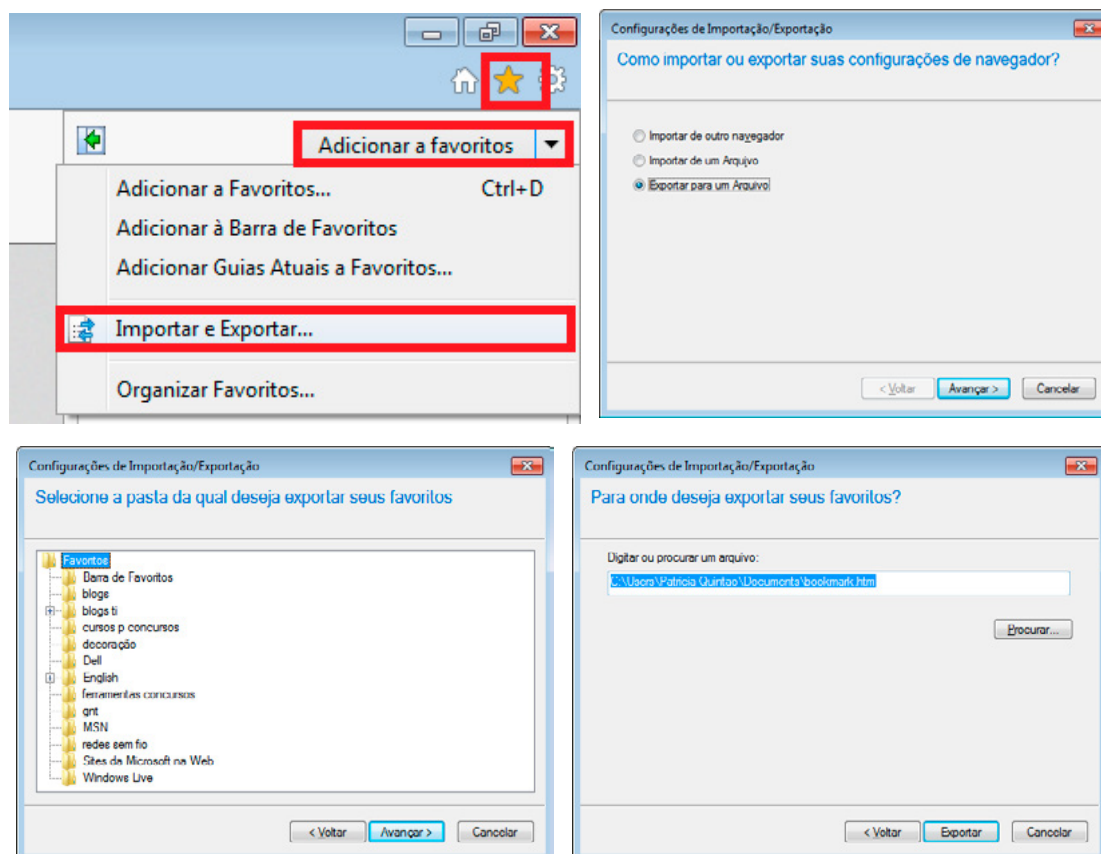 Adicionar a favoritos
Adicionar a Favoritos... Ctrl+D
Adicionar à Barra de Favoritos
Adicionar Guias Atuais a Favoritos...
Importar e Exportar...
Organizar Favoritos...
Configurações de Importação/Exportação
Como importar ou exportar suas configurações de navegador?
Importar de outro navegador
Importar de um Arquivo
Exportar para um Arquivo
< Voltar Avançar > Cancelar
Configurações de Importação/Exportação
Selecione a pasta da qual deseja exportar seus favoritos
Favoritos
Barra de Favoritos
blogs
blogs ti
cursos p concursos
decoração
Dell
English
ferramentas concursos
gnt
MSN
redes sem fio
Sites da Microsoft na Web
Windows Live
< Voltar Avançar > Cancelar
Configurações de Importação/Exportação
Para onde deseja exportar seus favoritos?
Digitar ou procurar um arquivo:
C:\Users\Patricia Quintao\Documents\bookmark.htm
Procurar...
< Voltar Exportar Cancelar